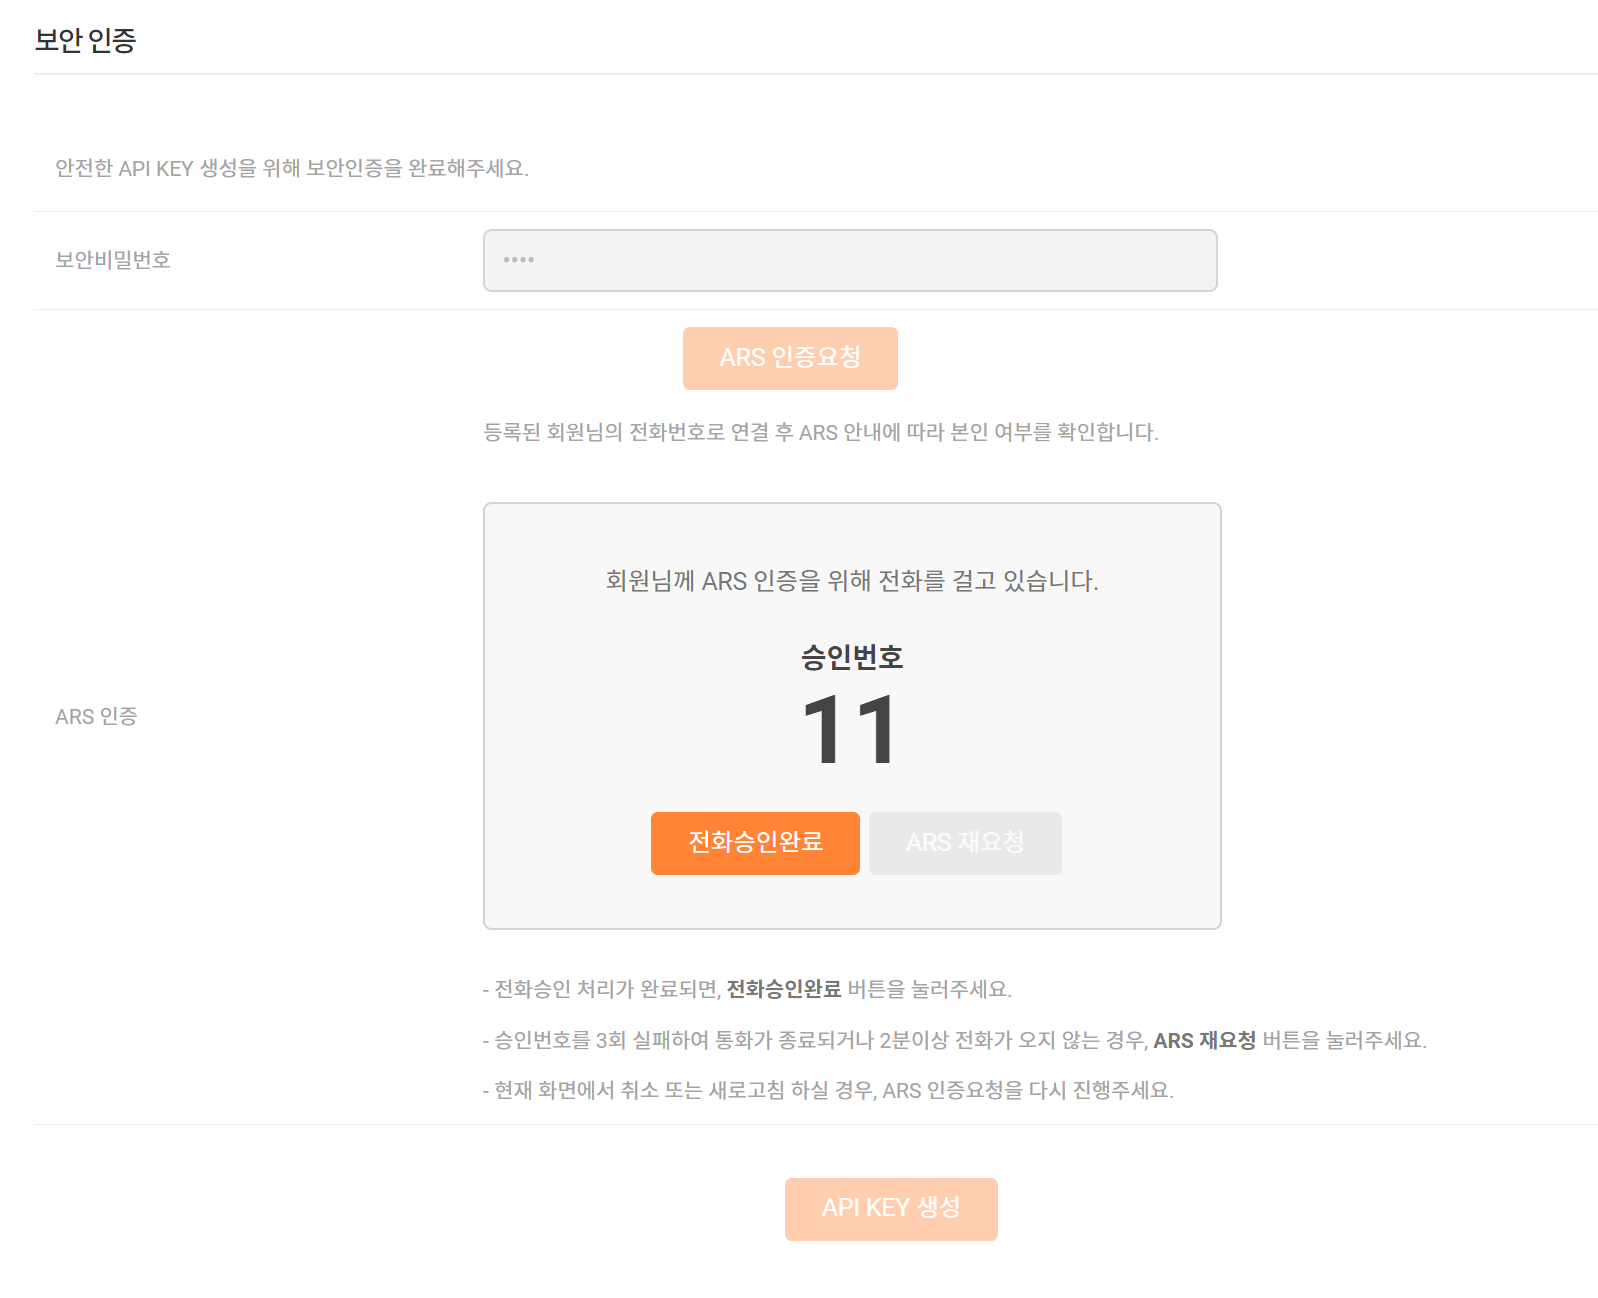 보안 인증
안전한 API KEY 생성을 위해 보안인증을 완료해주세요.
보안비밀번호
••••
ARS 인증요청
등록된 회원님의 전화번호로 연결 후 ARS 안내에 따라 본인 여부를 확인합니다.
ARS 인증
회원님께 ARS 인증을 위해 전화를 걸고 있습니다.
승인번호
11
전화승인완료 ARS 재요청
- 전화승인 처리가 완료되면, 전화승인완료 버튼을 눌러주세요.
- 승인번호를 3회 실패하여 통화가 종료되거나 2분이상 전화가 오지 않는 경우, ARS 재요청 버튼을 눌러주세요.
- 현재 화면에서 취소 또는 새로고침 하실 경우, ARS 인증요청을 다시 진행주세요.
API KEY 생성